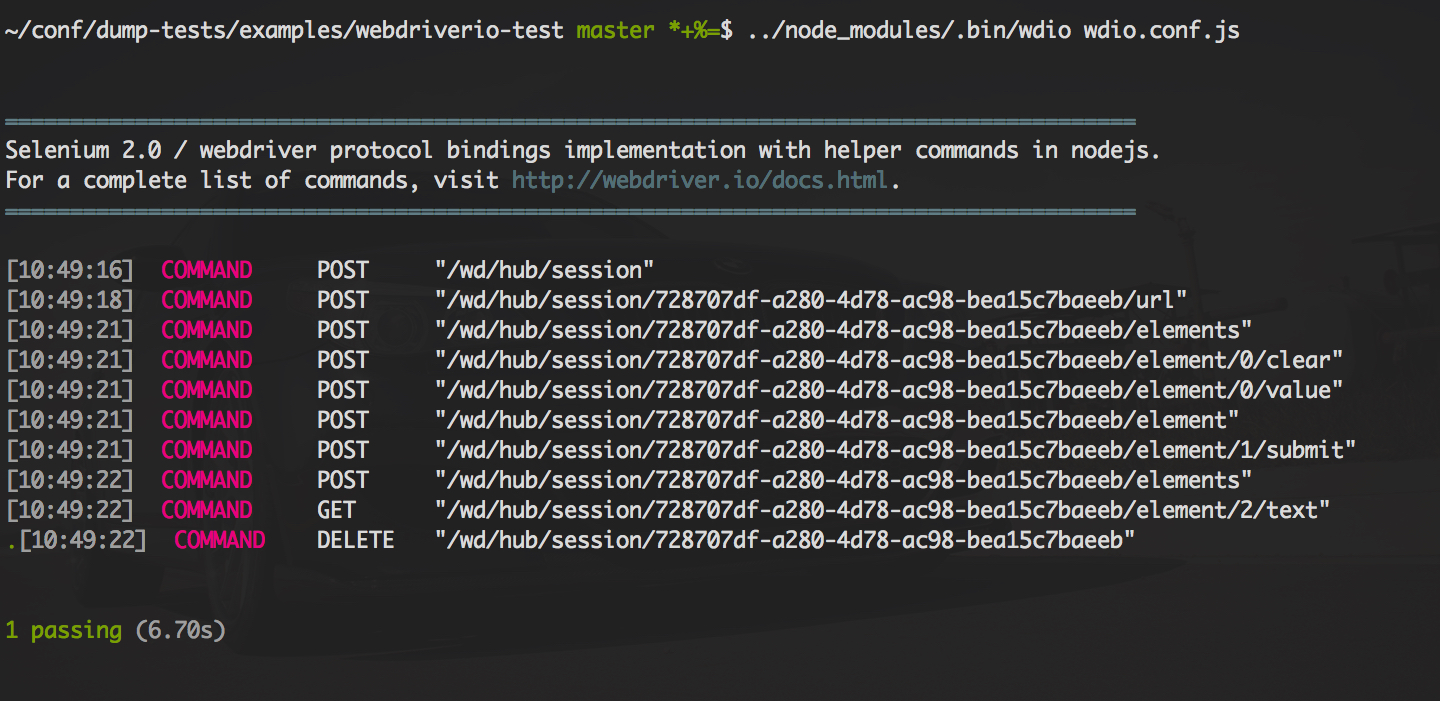 ~/conf/dump-tests/examples/webdriverio-test master *+%=$ ../node_modules/.bin/wdio wdio.conf.js
=======================================================================================
Selenium 2.0 / webdriver protocol bindings implementation with helper commands in nodejs.
For a complete list of commands, visit http://webdriver.io/docs.html.
=======================================================================================
[10:49:16] COMMAND POST "/wd/hub/session"
[10:49:18] COMMAND POST "/wd/hub/session/728707df-a280-4d78-ac98-bea15c7baeeb/url"
[10:49:21] COMMAND POST "/wd/hub/session/728707df-a280-4d78-ac98-bea15c7baeeb/elements"
[10:49:21] COMMAND POST "/wd/hub/session/728707df-a280-4d78-ac98-bea15c7baeeb/element/0/clear"
[10:49:21] COMMAND POST "/wd/hub/session/728707df-a280-4d78-ac98-bea15c7baeeb/element/0/value"
[10:49:21] COMMAND POST "/wd/hub/session/728707df-a280-4d78-ac98-bea15c7baeeb/element"
[10:49:21] COMMAND POST "/wd/hub/session/728707df-a280-4d78-ac98-bea15c7baeeb/element/1/submit"
[10:49:22] COMMAND POST "/wd/hub/session/728707df-a280-4d78-ac98-bea15c7baeeb/elements"
[10:49:22] COMMAND GET "/wd/hub/session/728707df-a280-4d78-ac98-bea15c7baeeb/element/2/text"
.[10:49:22] COMMAND DELETE "/wd/hub/session/728707df-a280-4d78-ac98-bea15c7baeeb"
1 passing (6.70s)